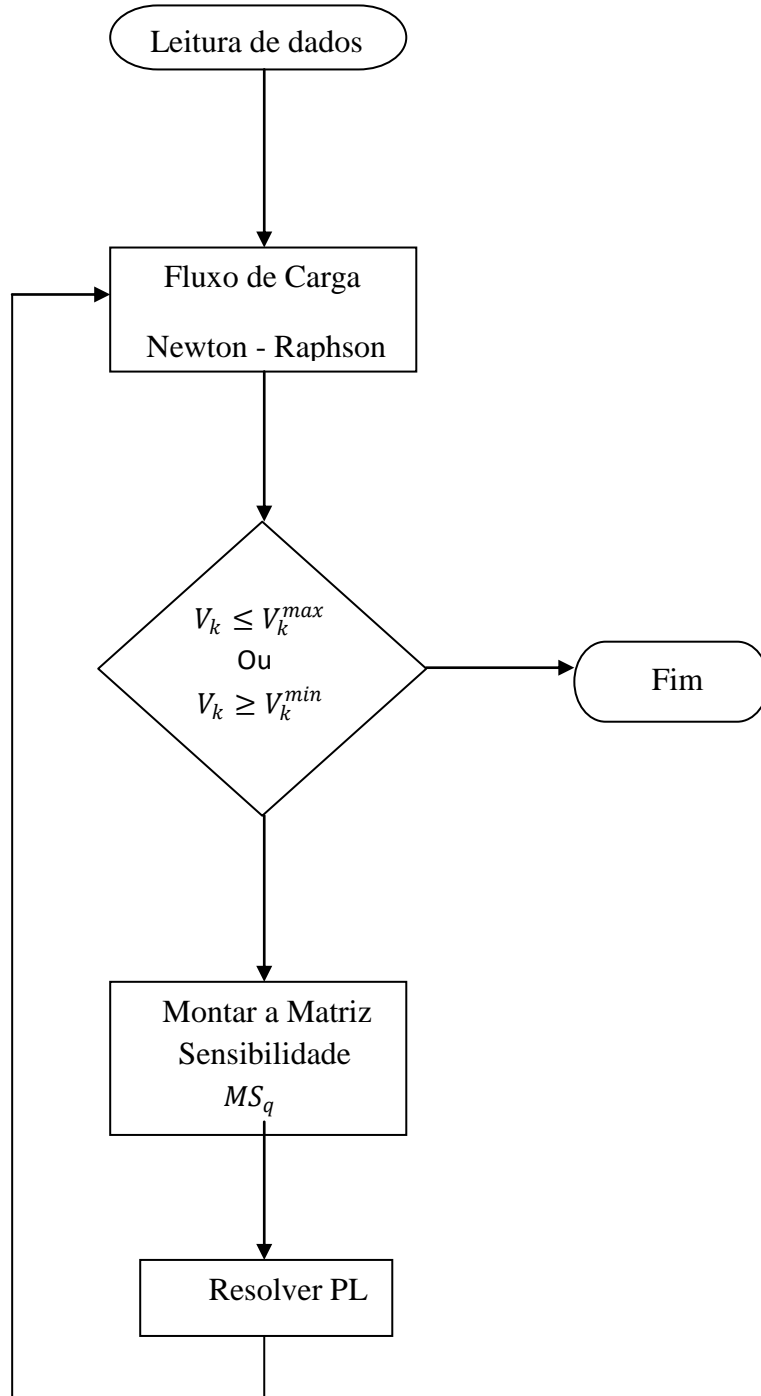 Leitura de dados
Fluxo de Carga
Newton - Raphson
V_k ≤ V_k^{max}
Ou
V_k ≥ V_k^{min}
Fim
Montar a Matriz
Sensibilidade
MS_q
Resolver PL